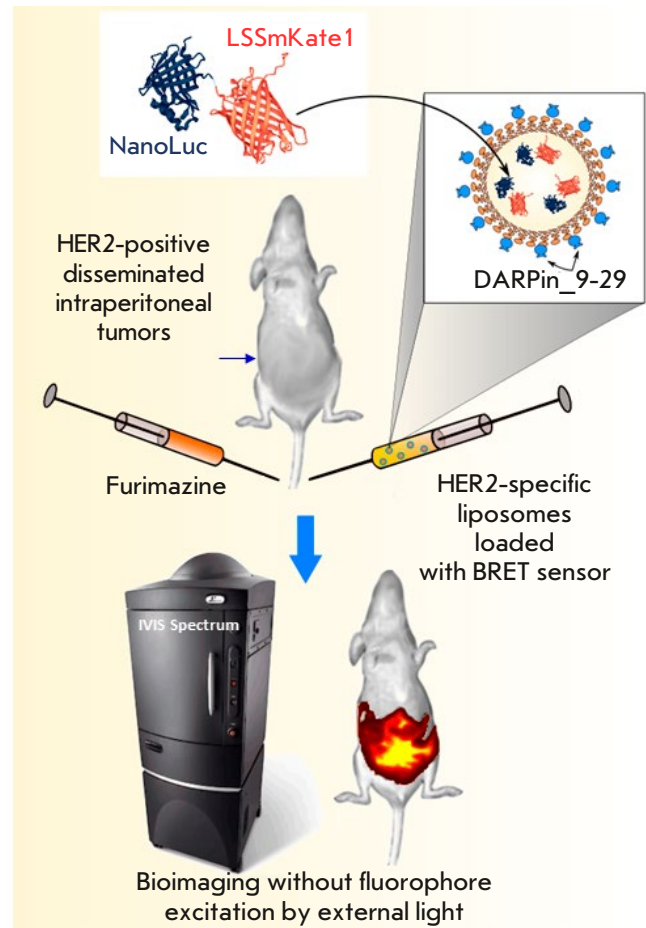 LSSmKate1
NanoLuc
HER2-positive
disseminated
intraperitoneal
tumors
DARPin_9-29
Furimazine
HER2-specific
liposomes
loaded
with BRET sensor
IVIS Spectrum
Bioimaging without fluorophore
excitation by external light